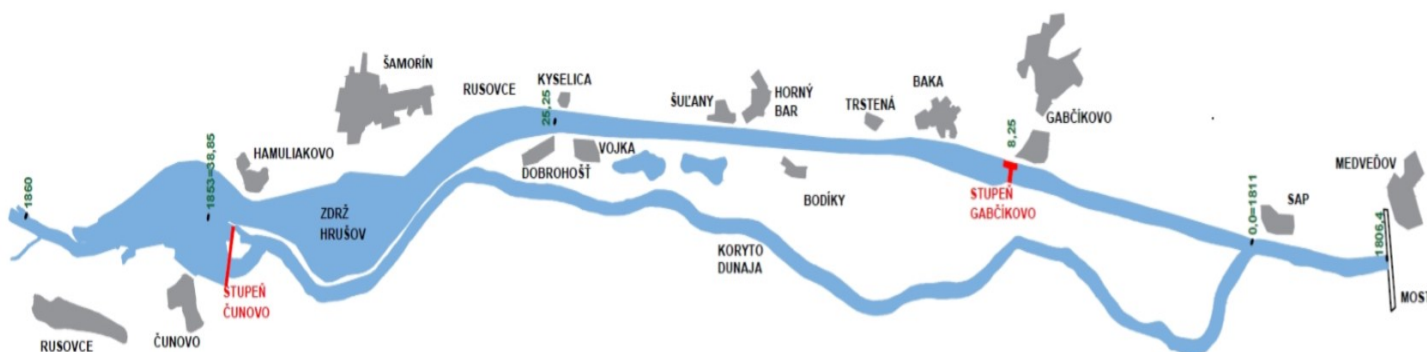 1860
RUSOVCE
ČUNOVO
1853=38,85
STUPEŇ
ČUNOVO
HAMULIAKOVO
ŠAMORÍN
ZDRŽ
HRUŠOV
RUSOVCE
25,25
KYSELICA
DOBROHOŠŤ
VOJKA
ŠUĽANY
HORNÝ
BAR
BODÍKY
KORYTO
DUNAJA
TRSTENÁ
BAKA
8,25
GABČÍKOVO
STUPEŇ
GABČÍKOVO
0,0=1811
SAP
MEDVEĎOV
1806,4
MOST